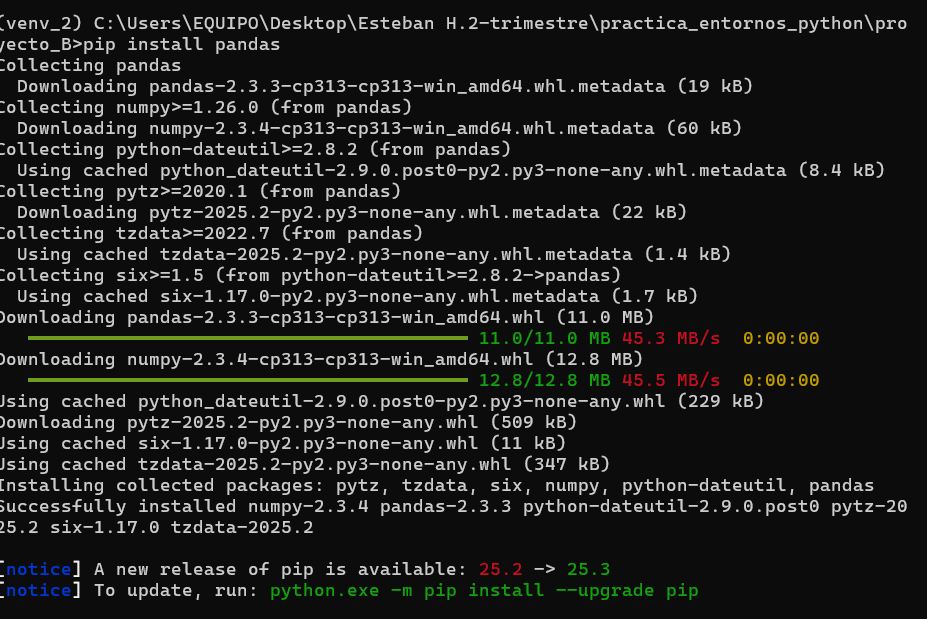 (venv_2) C:\Users\EQUIPO\Desktop\Esteban H.2-trimestre\practica_entornos_python\pro
yecto_B>pip install pandas
Collecting pandas
  Downloading pandas-2.3.3-cp313-cp313-win_amd64.whl.metadata (19 kB)
Collecting numpy>=1.26.0 (from pandas)
  Downloading numpy-2.3.4-cp313-cp313-win_amd64.whl.metadata (60 kB)
Collecting python-dateutil>=2.8.2 (from pandas)
  Using cached python_dateutil-2.9.0.post0-py2.py3-none-any.whl.metadata (8.4 kB)
Collecting pytz>=2020.1 (from pandas)
  Downloading pytz-2025.2-py2.py3-none-any.whl.metadata (22 kB)
Collecting tzdata>=2022.7 (from pandas)
  Using cached tzdata-2025.2-py2.py3-none-any.whl.metadata (1.4 kB)
Collecting six>=1.5 (from python-dateutil>=2.8.2->pandas)
  Using cached six-1.17.0-py2.py3-none-any.whl.metadata (1.7 kB)
Downloading pandas-2.3.3-cp313-cp313-win_amd64.whl (11.0 MB)
11.0/11.0 MB 45.3 MB/s  0:00:00
Downloading numpy-2.3.4-cp313-cp313-win_amd64.whl (12.8 MB)
12.8/12.8 MB 45.5 MB/s  0:00:00
Using cached python_dateutil-2.9.0.post0-py2.py3-none-any.whl (229 kB)
Downloading pytz-2025.2-py2.py3-none-any.whl (509 kB)
Using cached six-1.17.0-py2.py3-none-any.whl (11 kB)
Using cached tzdata-2025.2-py2.py3-none-any.whl (347 kB)
Installing collected packages: pytz, tzdata, six, numpy, python-dateutil, pandas
Successfully installed numpy-2.3.4 pandas-2.3.3 python-dateutil-2.9.0.post0 pytz-20
25.2 six-1.17.0 tzdata-2025.2
[notice] A new release of pip is available: 25.2 -> 25.3
[notice] To update, run: python.exe -m pip install --upgrade pip